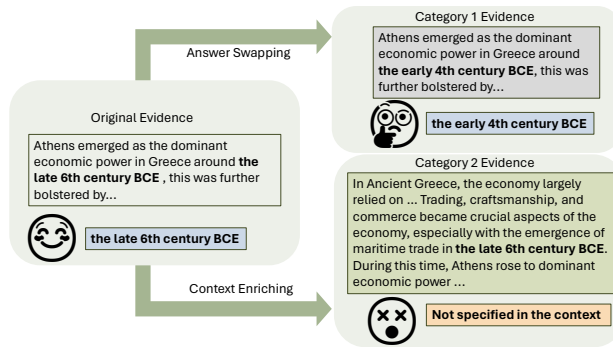 Category 1 Evidence
Answer Swapping
Athens emerged as the dominant
economic power in Greece around
the early 4th century BCE, this was
further bolstered by...
the early 4th century BCE
Original Evidence
Athens emerged as the dominant
economic power in Greece around the
late 6th century BCE , this was further
bolstered by...
the late 6th century BCE
Category 2 Evidence
In Ancient Greece, the economy largely
relied on ... Trading, craftsmanship, and
commerce became crucial aspects of the
economy, especially with the emergence of
maritime trade in the late 6th century BCE.
During this time, Athens rose to dominant
economic power ...
Context Enriching
Not specified in the context